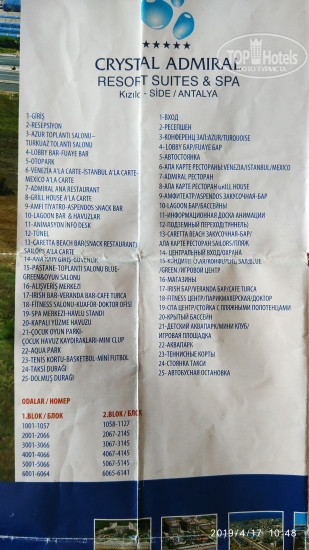 TOP Hotels
★★★★★
CRYSTAL ADMIRAL
RESORT SUITES & SPA
SIDE / ANTALYA
1-GİRİŞ
2-RESEPSİYON
3-AZUR TOPLANTI SALONU-
TURKUAZ TOLANTI SALONU
4-LOBBY BAR-FUAYE BAR
5-OTOPARK
6-VENEZİA A'LA CARTE-İSTANBUL A'LA CARTE-
MEXICO A'LA CARTE
7-ADMIRAL ANA RESTAURANT
8-GRILL HOUSE A'LA CARTE
9-AMFİ TİYATRO-ASPENDOS SNACK BAR
10-LAGOON BAR & HAVUZLAR
11-ANİMASYON İNFO DESK
12-TÜNEL
13-CARETTA BEACH BAR(SNACK RESTAURANT)
SAILORS A'LA CARTE
14-ANA GİRİŞ-GÜVENLİK
15-PASTANE-TOPLANTI SALONU BLUE-
GREEN&OYUN SALONU
16-ALIŞVERİŞ MERKEZİ
17-IRISH BAR-VERANDA BAR-CAFE TURCA
18-FITNESS SALONU-KUAFÖR-DOKTOR OFİSİ
19-SPA MERKEZİ-HAVLU STANDI
20-KAPALI YÜZME HAVUZU
21-ÇOCUK OYUN PARKI-
ÇOCUK HAVUZ KAYDIRAKLARI-MINI CLUP
22-AQUA PARK
23-TENİS KORTU-BASKETBOL-MİNİ FUTBOL
24-TAKSİ DURAĞI
25-DOLMUŞ DURAĞI
1-ВХОД
2-РЕСЕПШЕН
3-КОНФЕРЕНЦ ЗАЛ:AZUR/TURQUOISE
4-LOBBY БАР/FUAYE БАР
5-АВТОСТОЯНКА
6-АЛА КАРТЕ РЕСТОРАНЫ:VENEZIA/ISTANBUL/MEXICO
7-ADMIRAL РЕСТОРАН
8-АЛА КАРТЕ РЕСТОРАН GRILL HOUSE
9-АМФИТЕАТР/ASPENDOS ЗАКУСОЧНАЯ-БАР
10-LAGOON БАР/БАССЕЙНЫ
11-ИНФОРМАЦИОННАЯ ДОСКА АНИМАЦИИ
12-ПОДЗЕМНЫЙ ПЕРЕХОД(ТУННЕЛЬ)
13-CARETTA BEACH ЗАКУСОЧНАЯ-БАР/
АЛА КАРТЕ РЕСТОРАН SAILORS/ПЛЯЖ
14- ЦЕНТРАЛЬНЫЙ ВХОД/ОХРАНА
/GREEN /ИГРОВОЙ ЦЕНТР
16-МАГАЗИНЫ
17-IRISH БАР/VERANDA БАР/CAFE TURCA
18-FITNESS ЦЕНТР/ПАРИКМАХЕРСКАЯ/DOКТОР
19-СПА ЦЕНТР/СТОЙКА С ПЛЯЖНЫМИ ПОЛОТЕНЦАМИ
20-КРЫТЫЙ БАССЕЙН
21-ДЕТСКИЙ АКВАПАРК/МИНИ КЛУБ/
ИГРОВАЯ ПЛОЩАДКА
22-АКВАПАРК
23-ТЕННИСНЫЕ КОРТЫ
24-СТОЯНКА ТАКСИ
25- АВТОБУСНАЯ ОСТАНОВКА
ODALAR / НОМЕР
1.BLOK / БЛОК 2.BLOK / БЛОК
1001-1057 1058-1127
2001-2066 2067-2145
3001-3066 3067-3145
4001-4066 4067-4145
5001-5066 5067-5145
6001-6064 6065-6141
2019/4/17 10:48